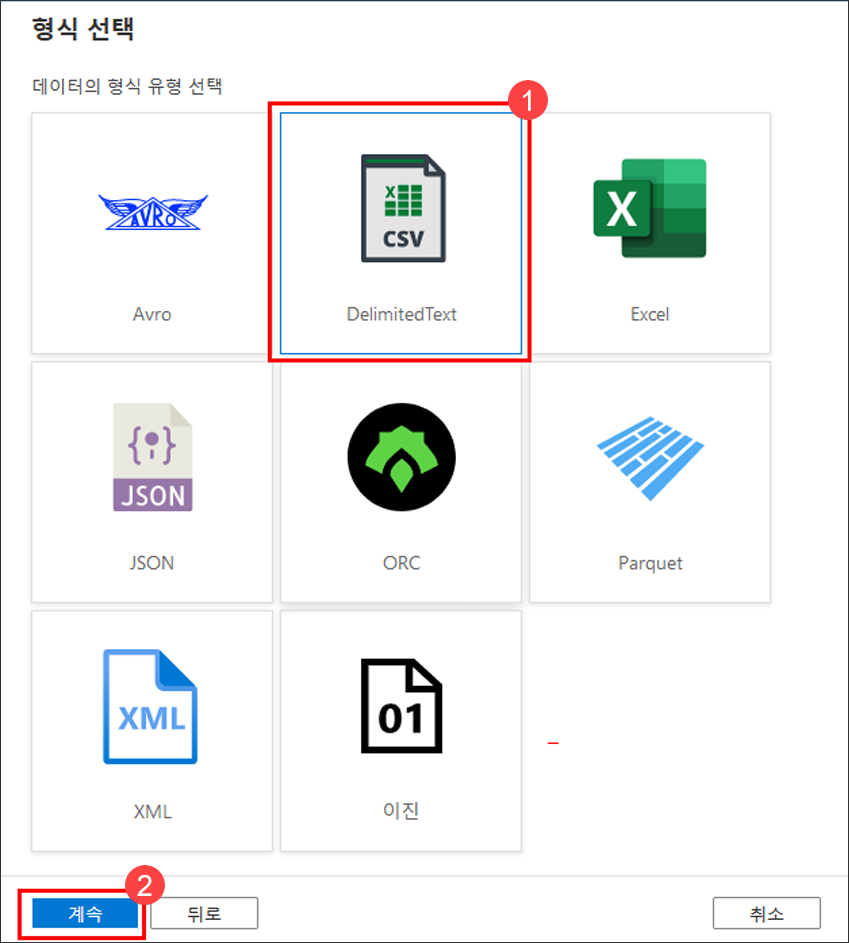 형식 선택
데이터의 형식 유형 선택
1
AVRO
X
CSV
X
Avro
DelimitedText
Excel
{ }
JSON
JSON
ORC
Parquet
XML
01
XML
이진
2
계속
뒤로
취소